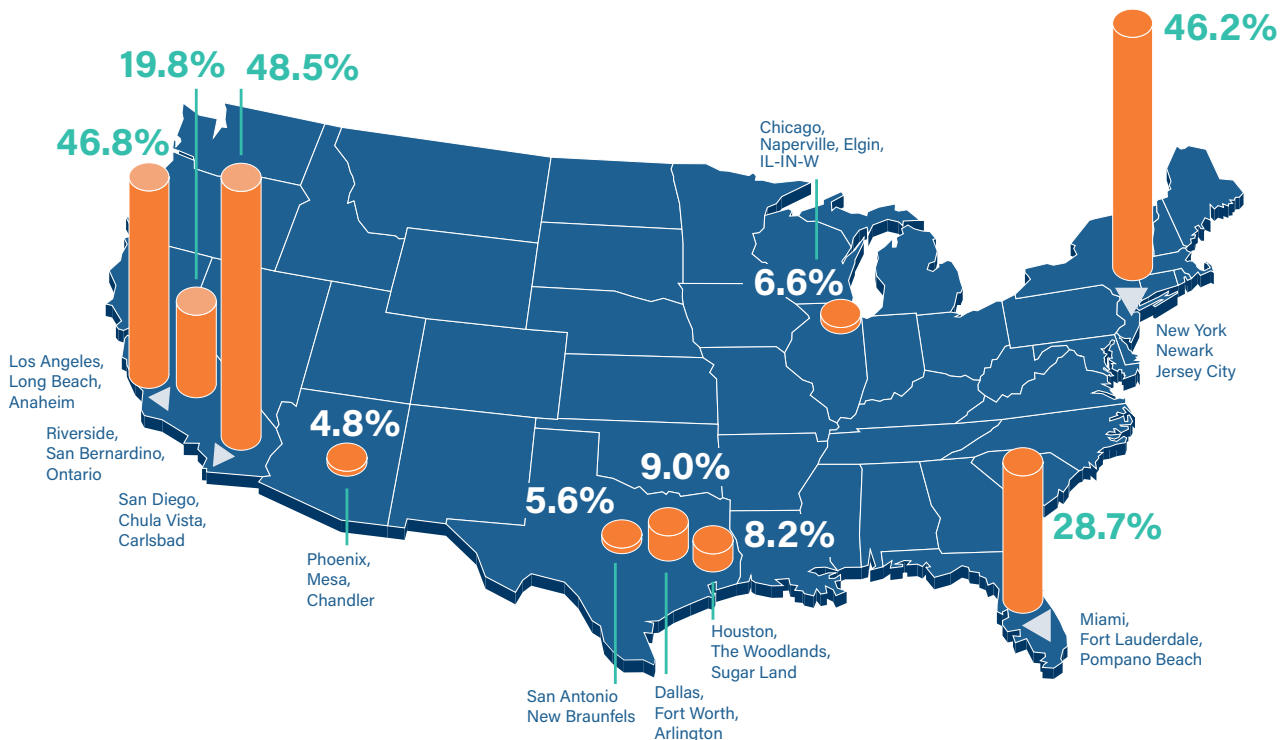 46.2%
19.8%
48.5%
46.8%
Chicago,
Naperville, Elgin,
IL-IN-W
6.6%
New York
Newark
Jersey City
Los Angeles,
Long Beach,
Anaheim
Riverside,
San Bernardino,
Ontario
San Diego,
Chula Vista,
Carlsbad
4.8%
Phoenix,
Mesa,
Chandler
5.6%
9.0%
8.2%
San Antonio
New Braunfels
Dallas,
Fort Worth,
Arlington
Houston,
The Woodlands,
Sugar Land
28.7%
Miami,
Fort Lauderdale,
Pompano Beach